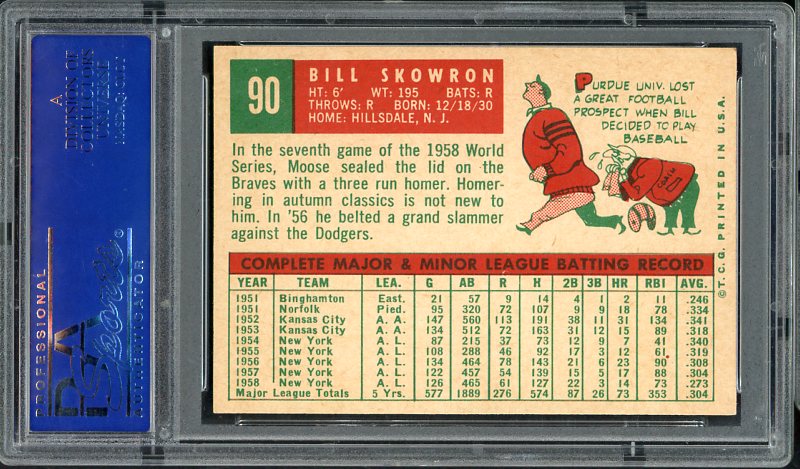 A
DIVISION OF
COLLECTORS
UNIVERSE
NASDAQ:CLCT
PROFESSIONAL
PSA
Sports ®
AUTHENTICATOR
90
BILL SKOWRON
HT: 6' WT: 195 BATS: R
THROWS: R BORN: 12/18/30
HOME: HILLSDALE, N. J.
In the seventh game of the 1958 World
Series, Moose sealed the lid on the
Braves with a three run homer. Homer-
ing in autumn classics is not new to
him. In '56 he belted a grand slammer
against the Dodgers.
PURDUE UNIV. LOST
A GREAT FOOTBALL
PROSPECT WHEN BILL
DECIDED TO PLAY
BASEBALL
COACH
COMPLETE MAJOR & MINOR LEAGUE BATTING RECORD
YEAR TEAM LEA. G AB R H 2B 3B HR RBI AVG.
1951 Binghamton East. 21 57 9 14 4 1 2 11 .246
1951 Norfolk Pied. 95 320 72 107 9 9 18 78 .334
1952 Kansas City A. A. 147 560 113 191 38 11 31 134 .341
1953 Kansas City A. A. 134 512 72 163 31 12 15 89 .318
1954 New York A. L. 87 215 37 73 12 9 7 41 .340
1955 New York A. L. 108 288 46 92 17 3 12 61 .319
1956 New York A. L. 134 464 78 143 21 6 23 90 .308
1957 New York A. L. 122 457 54 139 15 5 17 88 .304
1958 New York A. L. 126 465 61 127 22 3 14 73 .273
Major League Totals 5 Yrs. 577 1889 276 574 87 26 73 353 .304
©T.C.G. PRINTED IN U.S.A.